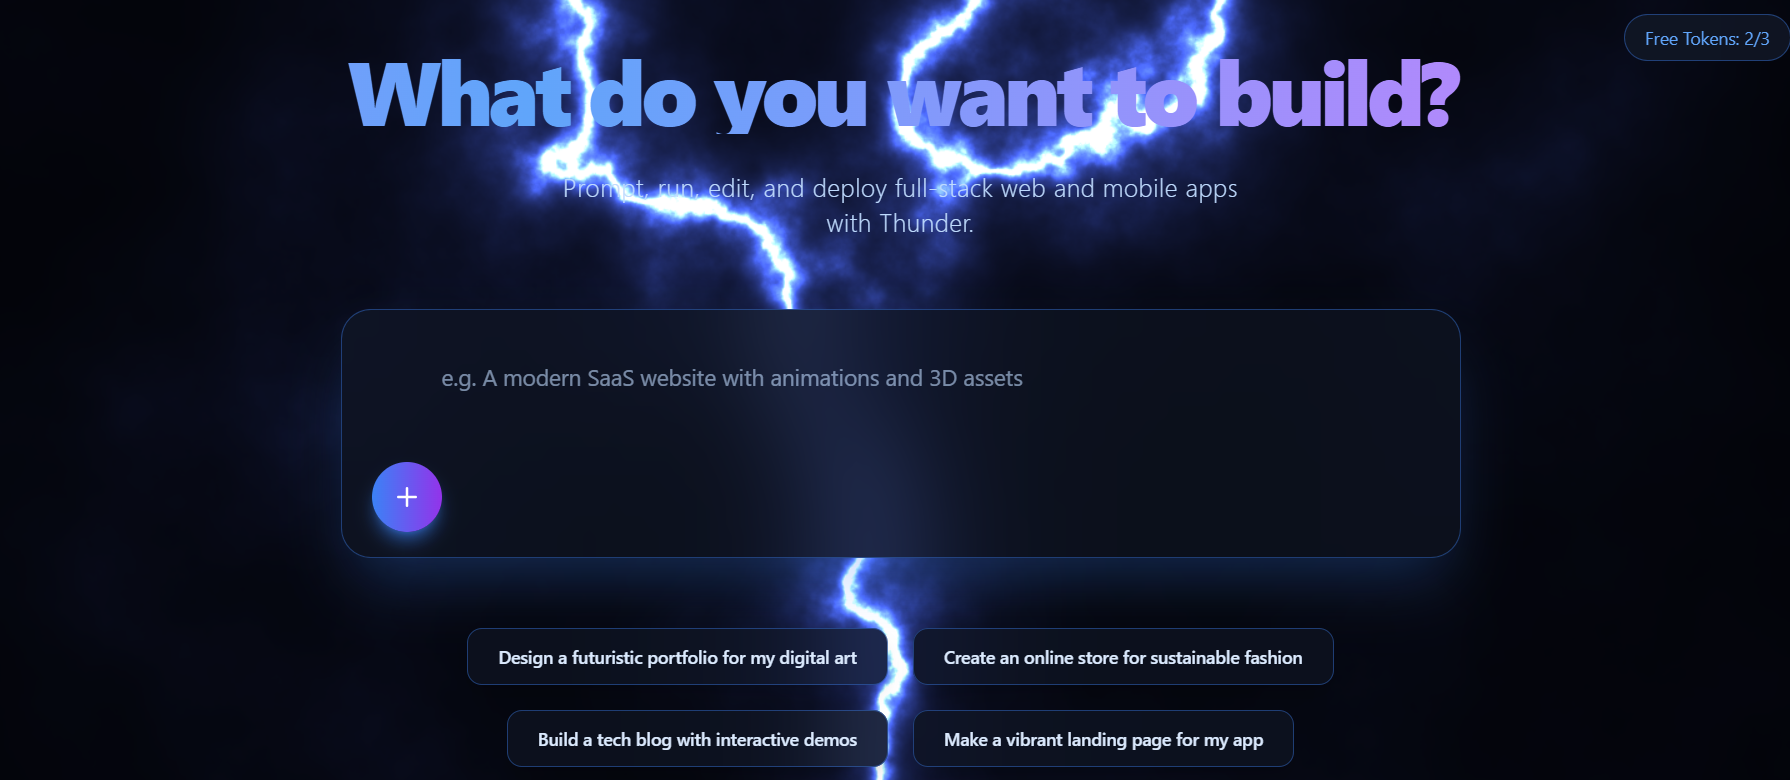 Free Tokens: 2/3
What do you want to build?
Prompt, run, edit, and deploy full-stack web and mobile apps
with Thunder.
e.g. A modern SaaS website with animations and 3D assets
Design a futuristic portfolio for my digital art
Create an online store for sustainable fashion
Build a tech blog with interactive demos
Make a vibrant landing page for my app